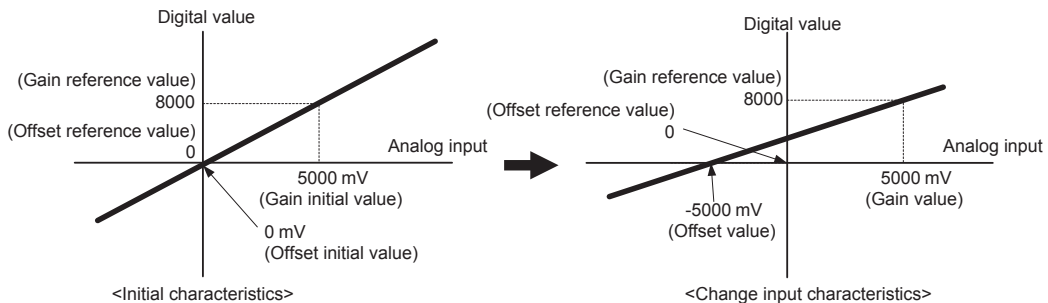 Digital value
(Gain reference value)
8000
(Offset reference value)
0
Analog input
5000 mV
(Gain initial value)
0 mV
(Offset initial value)
<Initial characteristics>
Digital value
(Gain reference value)
8000
(Offset reference value)
0
Analog input
5000 mV
(Gain value)
-5000 mV
(Offset value)
<Change input characteristics>